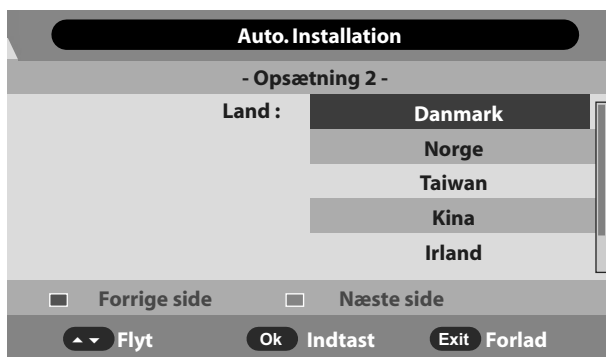 Auto. Installation
- Opsætning 2 -
Land : Danmark
Norge
Taiwan
Kina
Irland
Forrige side Næste side
Flyt Ok Indtast Exit Forlad